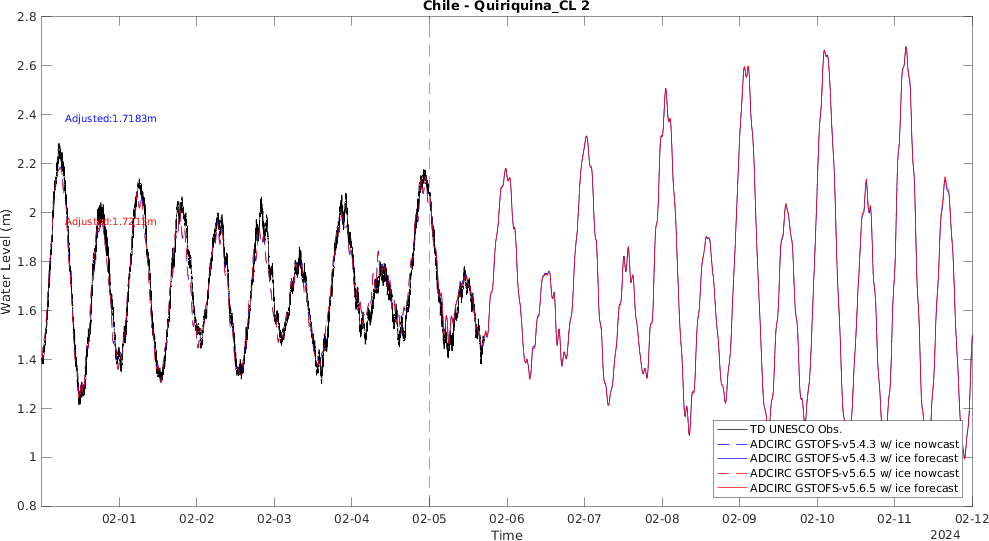 Chile - Quiriquina_CL 2
Water Level (m)
2.8
2.6
2.4
2.2
2
1.8
1.6
1.4
1.2
1
0.8
Adjusted:1.7183m
Adjusted:1.7213m
TD UNESCO Obs.
ADCIRC GSTOFS-v5.4.3 w/ ice nowcast
ADCIRC GSTOFS-v5.4.3 w/ ice forecast
ADCIRC GSTOFS-v5.6.5 w/ ice nowcast
ADCIRC GSTOFS-v5.6.5 w/ ice forecast
02-01 02-02 02-03 02-04 02-05 02-06 02-07 02-08 02-09 02-10 02-11 02-12
Time
2024